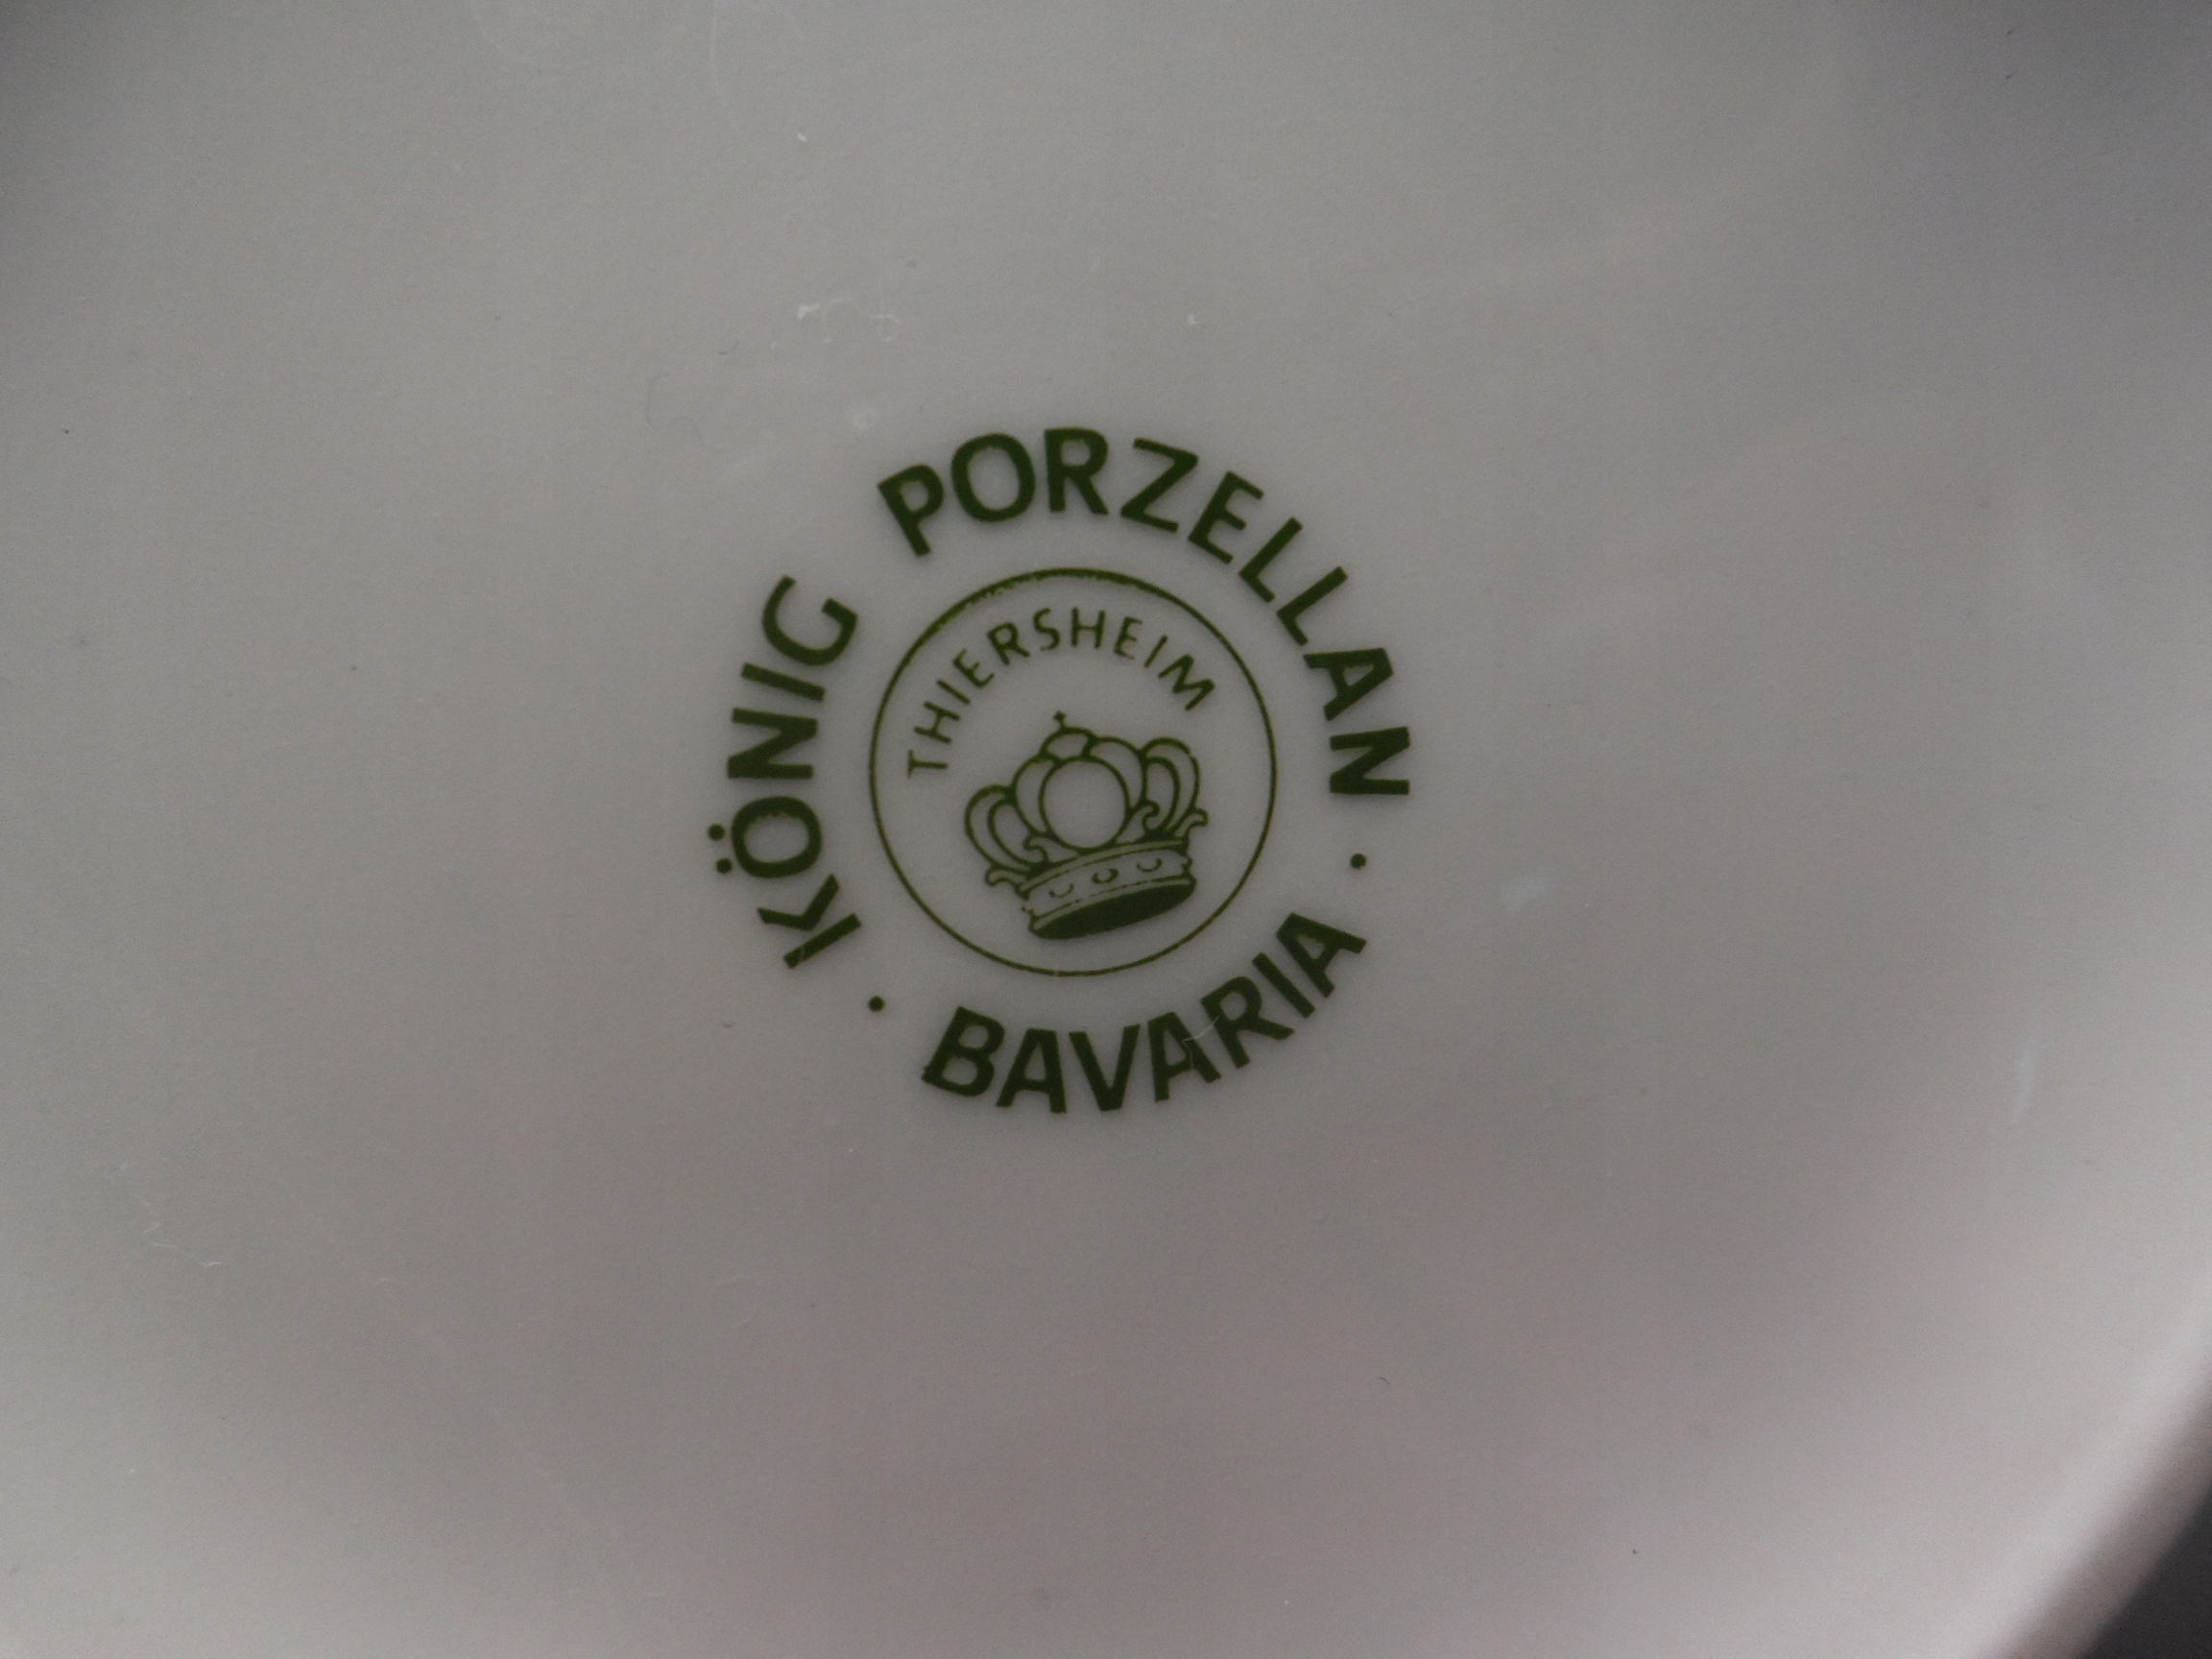 KÖNIG PORZELLAN
· BAVARIA ·
THIERSHEIM